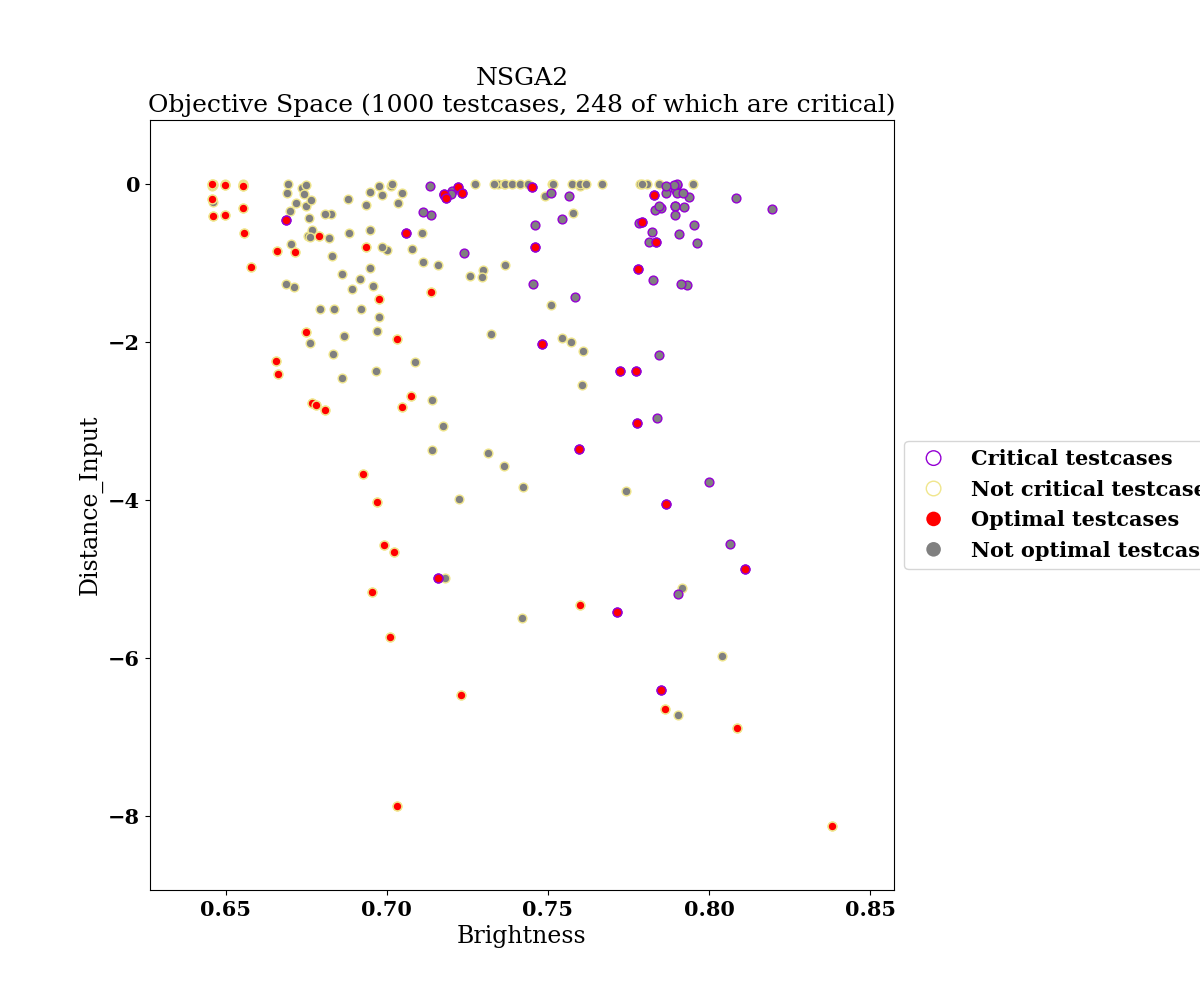 NSGA2
Objective Space (1000 testcases, 248 of which are critical)
0
−2
−4
−6
−8
Distance_Input
0.65 0.70 0.75 0.80 0.85
Brightness
Critical testcases
Not critical testcase
Optimal testcases
Not optimal testcas